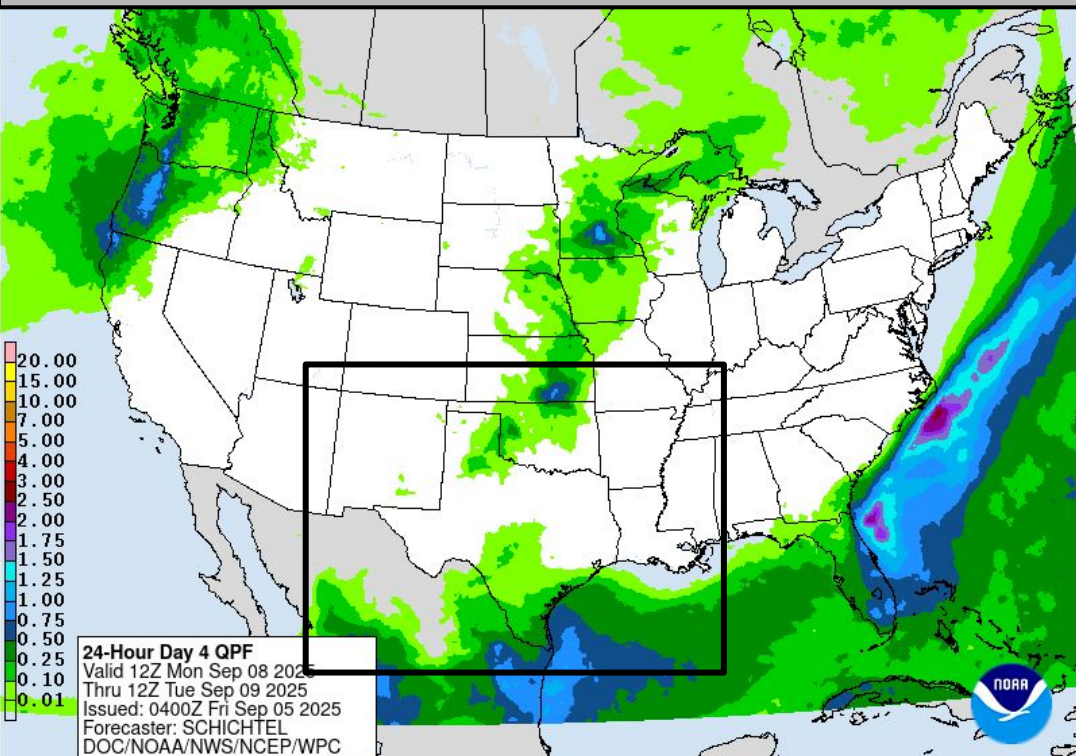 20.00
15.00
10.00
7.00
5.00
4.00
3.00
2.50
2.00
1.75
1.50
1.25
1.00
0.75
0.50
0.25
0.10
0.01
24-Hour Day 4 QPF
Valid 12Z Mon Sep 08 2025
Thru 12Z Tue Sep 09 2025
Issued: 0400Z Fri Sep 05 2025
Forecaster: SCHICHTEL
DOC/NOAA/NWS/NCEP/WPC
NOAA